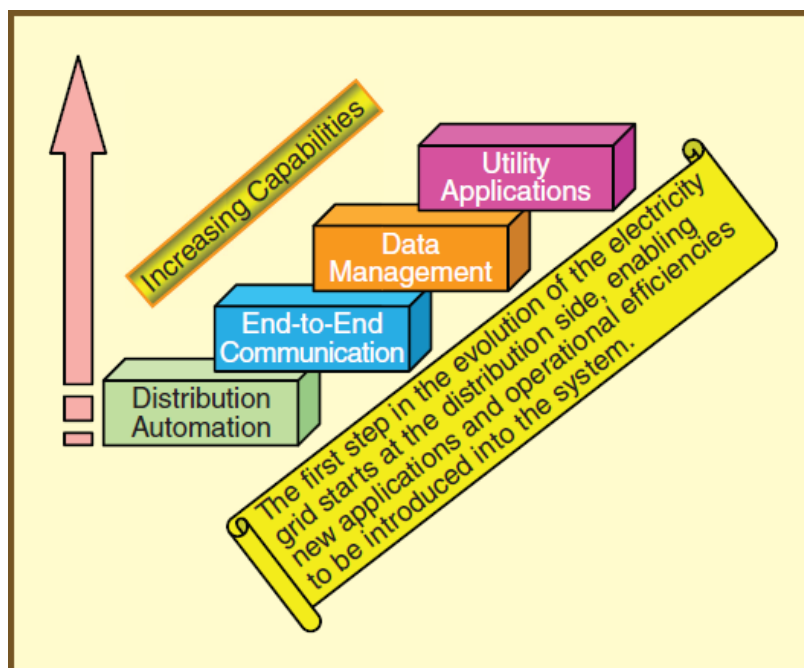 Increasing Capabilities
Utility
Applications
Data
Management
End-to-End
Communication
Distribution
Automation
The first step in the evolution of the electricity
grid starts at the distribution side, enabling
new applications and operational efficiencies
to be introduced into the system.